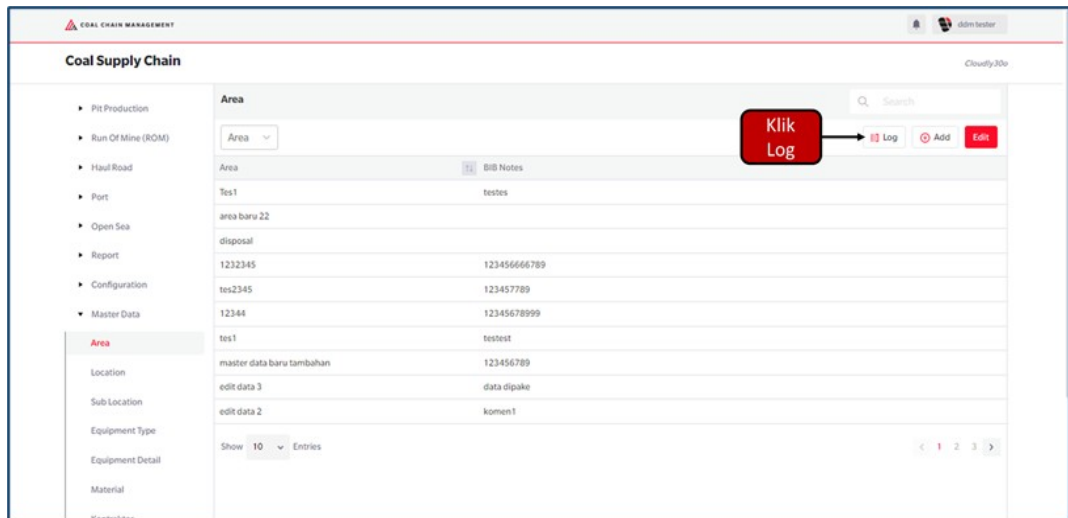 COAL CHAIN MANAGEMENT
ddm tester
Coal Supply Chain
Cloudly30o
Pit Production
Run Of Mine (ROM)
Haul Road
Port
Open Sea
Report
Configuration
Master Data
Area
Location
Sub Location
Equipment Type
Equipment Detail
Material
Area
Search
Area
Klik
Log
Log
Add
Edit
Area BIB Notes
Tes1 testes
area baru 22
disposal
1232345 123456666789
tes2345 123457789
12344 12345678999
tes1 testest
master data baru tambahan 123456789
edit data 3 data dipake
edit data 2 komen1
Show 10 Entries
< 1 2 3 >